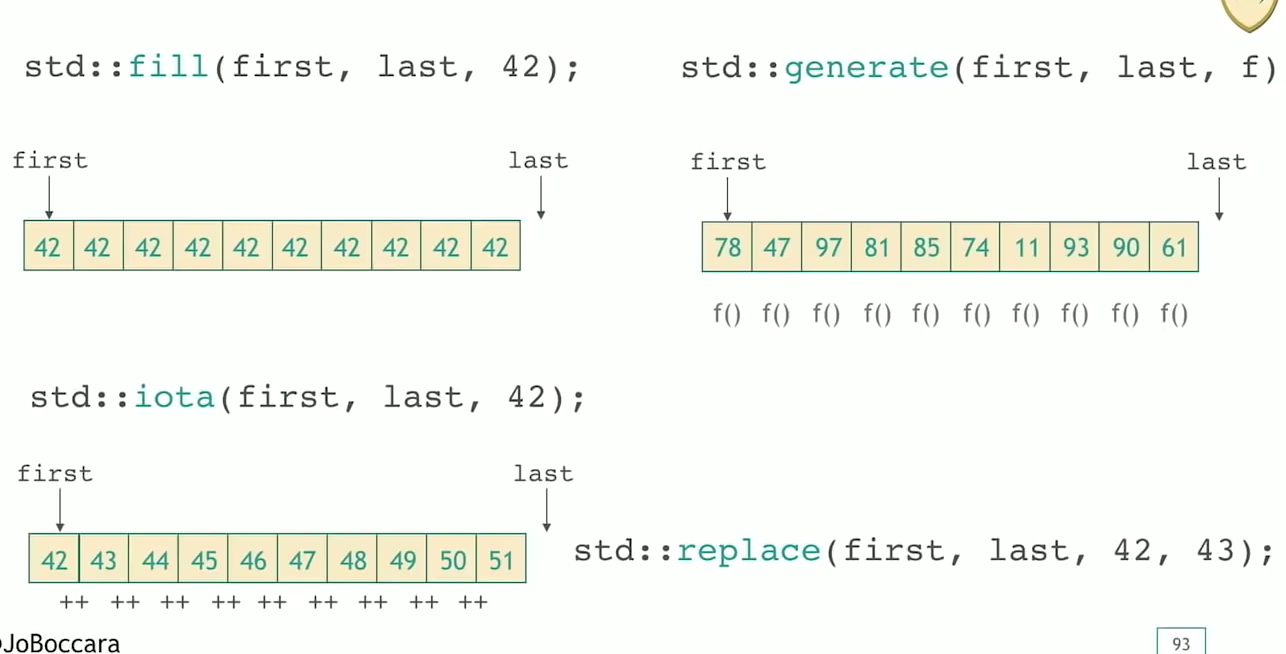 std::fill(first, last, 42);
first last
42 42 42 42 42 42 42 42 42 42
std::generate(first, last, f)
first last
78 47 97 81 85 74 11 93 90 61
f() f() f() f() f() f() f() f() f() f()
std::iota(first, last, 42);
first last
42 43 44 45 46 47 48 49 50 51
++ ++ ++ ++ ++ ++ ++ ++ ++
std::replace(first, last, 42, 43);
@JoBoccara
93